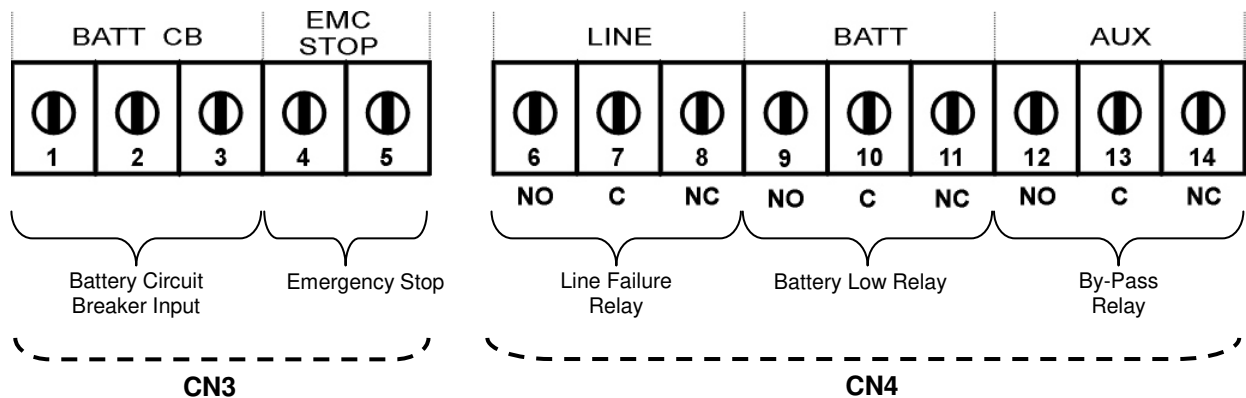 BATT CB
EMC
STOP
LINE
BATT
AUX
1 2 3 4 5
6 7 8 9 10 11 12 13 14
NO C NC NO C NC NO C NC
Battery Circuit
Breaker Input
Emergency Stop
Line Failure
Relay
Battery Low Relay
By-Pass
Relay
CN3
CN4